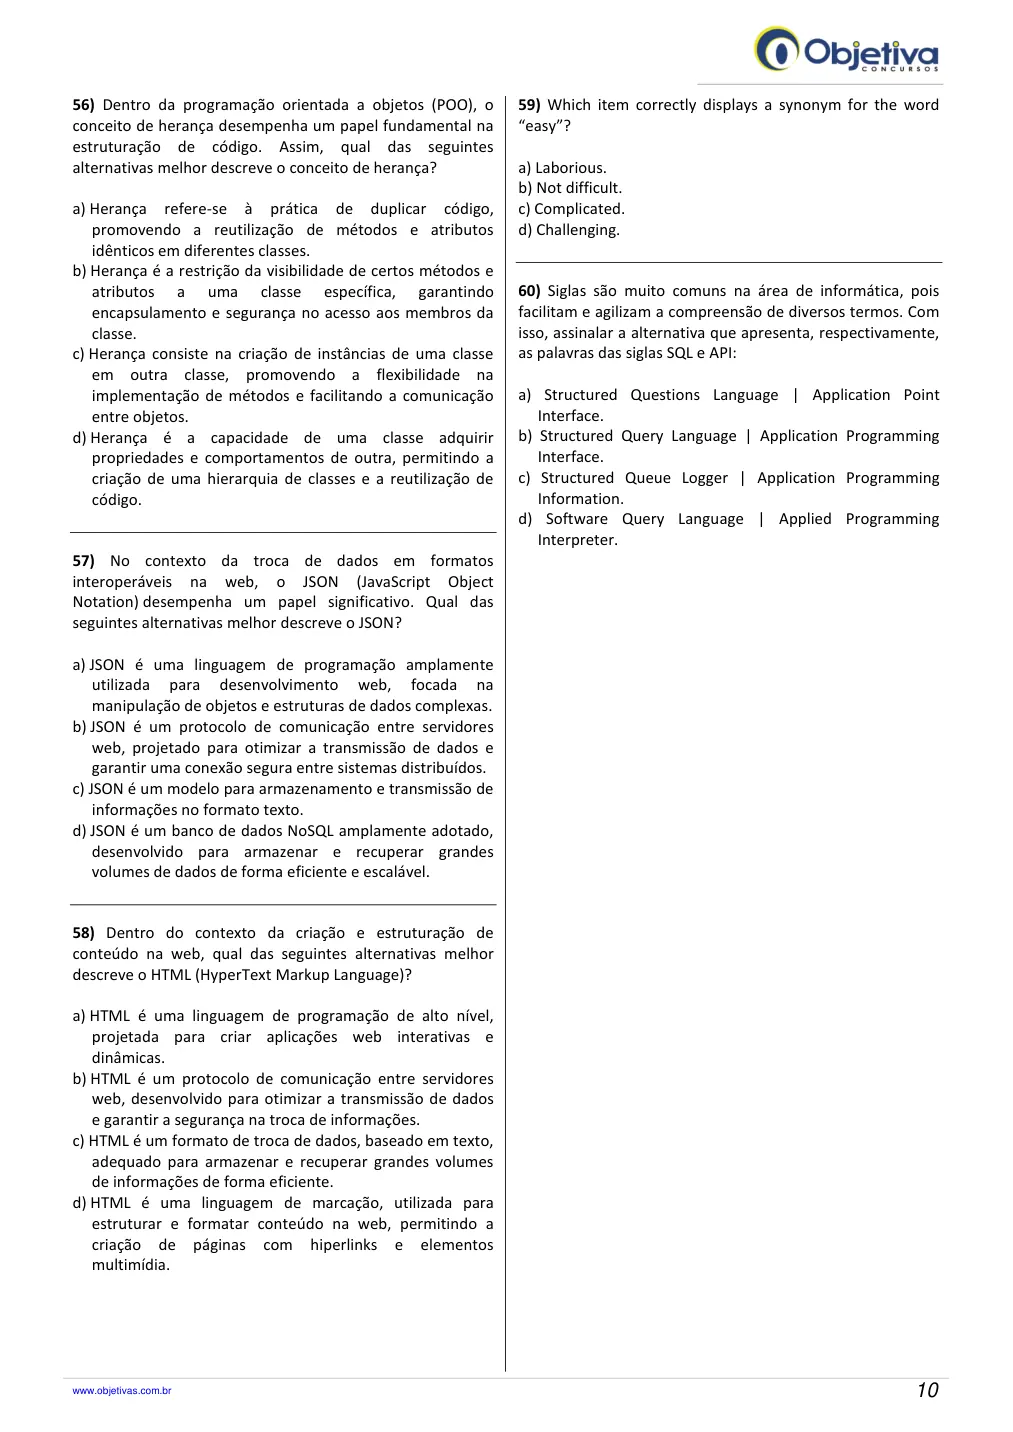 Objetiva
CONCURSOS
56) Dentro da programação orientada a objetos (POO), o
conceito de herança desempenha um papel fundamental na
estruturação de código. Assim, qual das seguintes
alternativas melhor descreve o conceito de herança?
a) Herança refere-se à prática de duplicar código,
promovendo a reutilização de métodos e atributos
idênticos em diferentes classes.
b) Herança é a restrição da visibilidade de certos métodos e
atributos a uma classe específica, garantindo
encapsulamento e segurança no acesso aos membros da
classe.
c) Herança consiste na criação de instâncias de uma classe
em outra classe, promovendo a flexibilidade na
implementação de métodos e facilitando a comunicação
entre objetos.
d) Herança é a capacidade de uma classe adquirir
propriedades e comportamentos de outra, permitindo a
criação de uma hierarquia de classes e a reutilização de
código.
57) No contexto da troca de dados em formatos
interoperáveis na web, o JSON (JavaScript Object
Notation) desempenha um papel significativo. Qual das
seguintes alternativas melhor descreve o JSON?
a) JSON é uma linguagem de programação amplamente
utilizada para desenvolvimento web, focada na
manipulação de objetos e estruturas de dados complexas.
b) JSON é um protocolo de comunicação entre servidores
web, projetado para otimizar a transmissão de dados e
garantir uma conexão segura entre sistemas distribuídos.
c) JSON é um modelo para armazenamento e transmissão de
informações no formato texto.
d) JSON é um banco de dados NoSQL amplamente adotado,
desenvolvido para armazenar e recuperar grandes
volumes de dados de forma eficiente e escalável.
58) Dentro do contexto da criação e estruturação de
conteúdo na web, qual das seguintes alternativas melhor
descreve o HTML (HyperText Markup Language)?
a) HTML é uma linguagem de programação de alto nível,
projetada para criar aplicações web interativas e
dinâmicas.
b) HTML é um protocolo de comunicação entre servidores
web, desenvolvido para otimizar a transmissão de dados
e garantir a segurança na troca de informações.
c) HTML é um formato de troca de dados, baseado em texto,
adequado para armazenar e recuperar grandes volumes
de informações de forma eficiente.
d) HTML é uma linguagem de marcação, utilizada para
estruturar e formatar conteúdo na web, permitindo a
criação de páginas com hiperlinks e elementos
multimídia.
59) Which item correctly displays a synonym for the word
“easy”?
a) Laborious.
b) Not difficult.
c) Complicated.
d) Challenging.
60) Siglas são muito comuns na área de informática, pois
facilitam e agilizam a compreensão de diversos termos. Com
isso, assinalar a alternativa que apresenta, respectivamente,
as palavras das siglas SQL e API:
a) Structured Questions Language | Application Point
Interface.
b) Structured Query Language | Application Programming
Interface.
c) Structured Queue Logger | Application Programming
Information.
d) Software Query Language | Applied Programming
Interpreter.
www.objetivas.com.br
10